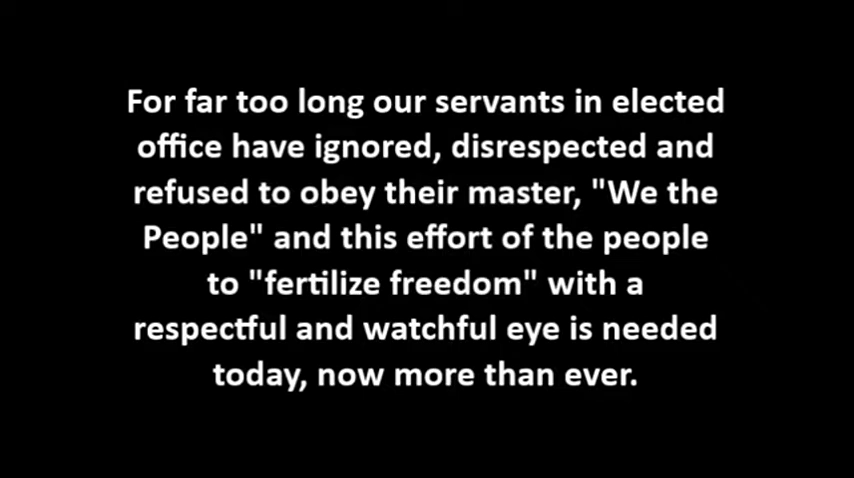 For far too long our servants in elected
office have ignored, disrespected and
refused to obey their master, "We the
People" and this effort of the people
to "fertilize freedom" with a
respectful and watchful eye is needed
today, now more than ever.